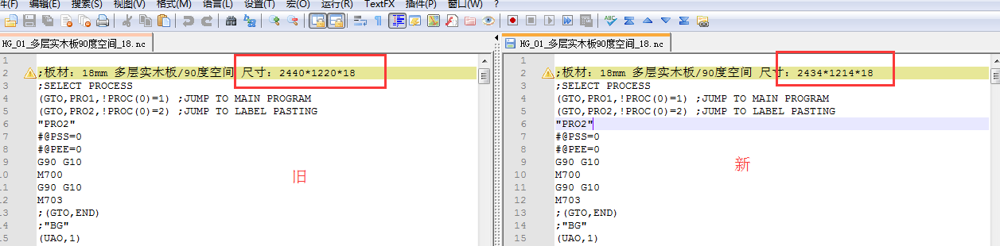 件(F) 编辑(E) 搜索(S) 视图(V) 格式(M) 语言(L) 设置(T) 宏(O) 运行(R) TextFX 插件(P) 窗口(W) ?
HG_01_多层实木板90度空间_18.nc
1
2 ;板材: 18mm 多层实木板/90度空间 尺寸: 2440*1220*18
3 ;SELECT PROCESS
4 (GTO,PRO1,!PROC(0)=1) ;JUMP TO MAIN PROGRAM
5 (GTO,PRO2,!PROC(0)=2) ;JUMP TO LABEL PASTING
6 "PRO2"
7 #@PSS=0
8 #@PEE=0
9 G90 G10
10 M700
11 G90 G10
12 M703
13 ;(GTO,END)
14 ;"BG"
15 (UAO,1)
旧
HG_01_多层实木板90度空间_18.nc
1
2 ;板材: 18mm 多层实木板/90度空间 尺寸: 2434*1214*18
3 ;SELECT PROCESS
4 (GTO,PRO1,!PROC(0)=1) ;JUMP TO MAIN PROGRAM
5 (GTO,PRO2,!PROC(0)=2) ;JUMP TO LABEL PASTING
6 "PRO2"
7 #@PSS=0
8 #@PEE=0
9 G90 G10
10 M700
11 G90 G10
12 M703
13 ;(GTO,END)
14 ;"BG"
15 (UAO,1)
新